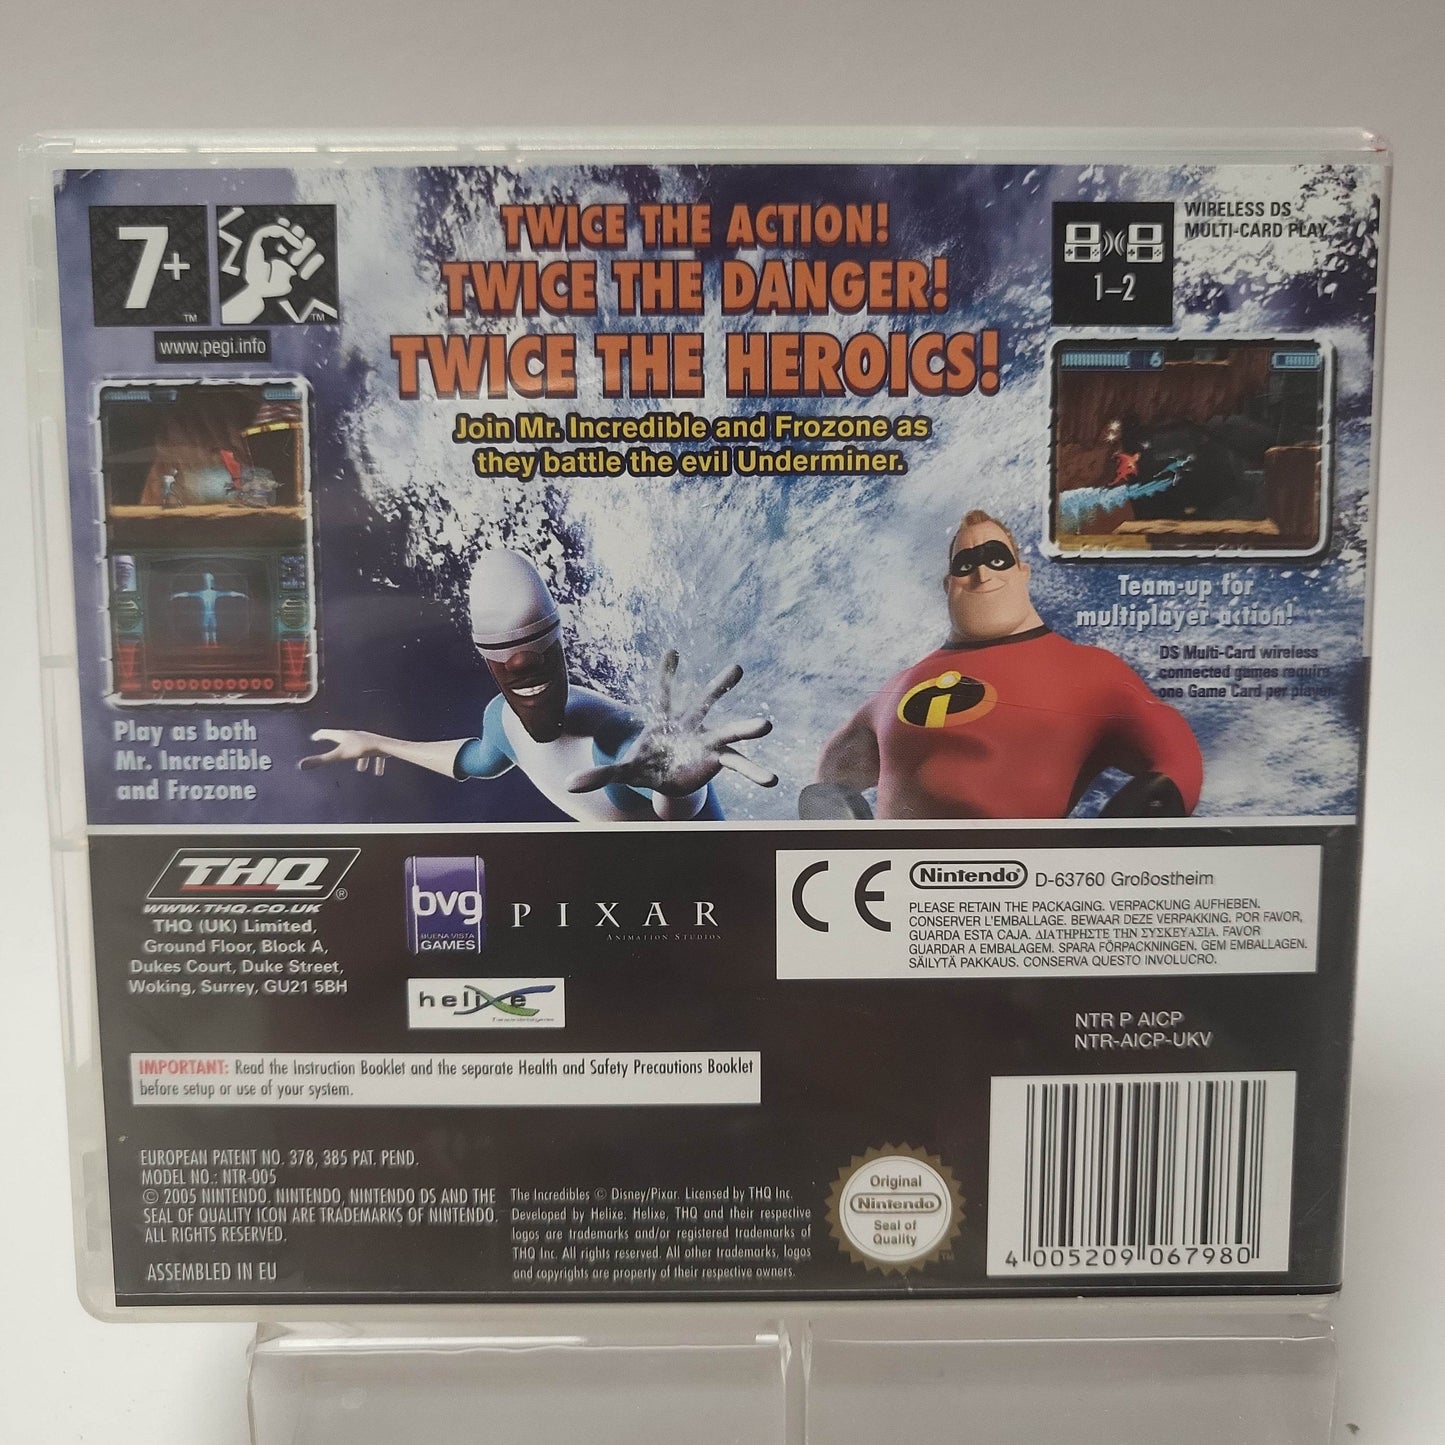 7+
TM
TM
www.pegi.info
TWICE THE ACTION!
TWICE THE DANGER!
TWICE THE HEROICS!
Join Mr. Incredible and Frozone as
they battle the evil Underminer.
1–2
WIRELESS DS
MULTI-CARD PLAY
6
Play as both
Mr. Incredible
and Frozone
Team-up for
multiplayer action!
DS Multi-Card wireless
connected games require
one Game Card per player
THQ®
WWW.THQ.CO.UK
THQ (UK) Limited,
Ground Floor, Block A,
Dukes Court, Duke Street,
Woking, Surrey, GU21 5BH
bvg
BUENA VISTA
GAMES
PIXAR
ANIMATION STUDIOS
helixe
CE
Nintendo® D-63760 Großostheim
PLEASE RETAIN THE PACKAGING. VERPACKUNG AUFHEBEN.
CONSERVER L'EMBALLAGE. BEWAAR DEZE VERPAKKING. POR FAVOR,
GUARDA ESTA CAJA. ΔΙΑΤΗΡΗΣΤΕ ΤΗΝ ΣΥΣΚΕΥΑΣΙΑ. FAVOR
GUARDAR A EMBALAGEM. SPARA FÖRPACKNINGEN. GEM EMBALLAGEN.
SÄILYTÄ PAKKAUS. CONSERVA QUESTO INVOLUCRO.
NTR P AICP
NTR-AICP-UKV
IMPORTANT: Read the Instruction Booklet and the separate Health and Safety Precautions Booklet
before setup or use of your system.
EUROPEAN PATENT NO. 378, 385 PAT. PEND.
MODEL NO.: NTR-005
© 2005 NINTENDO. NINTENDO, NINTENDO DS AND THE
SEAL OF QUALITY ICON ARE TRADEMARKS OF NINTENDO.
ALL RIGHTS RESERVED.
ASSEMBLED IN EU
The Incredibles © Disney/Pixar. Licensed by THQ Inc.
Developed by Helixe. Helixe, THQ and their respective
logos are trademarks and/or registered trademarks of
THQ Inc. All rights reserved. All other trademarks, logos
and copyrights are property of their respective owners.
Original
Nintendo
Seal of
Quality
TM
4 005209 067980